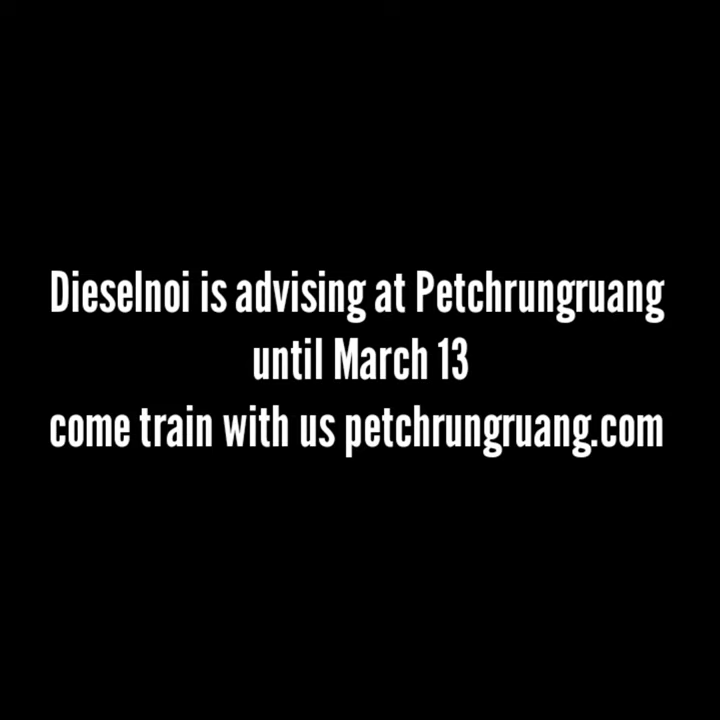 Dieselnoi is advising at Petchrungruang
until March 13
come train with us petchrungruang.com